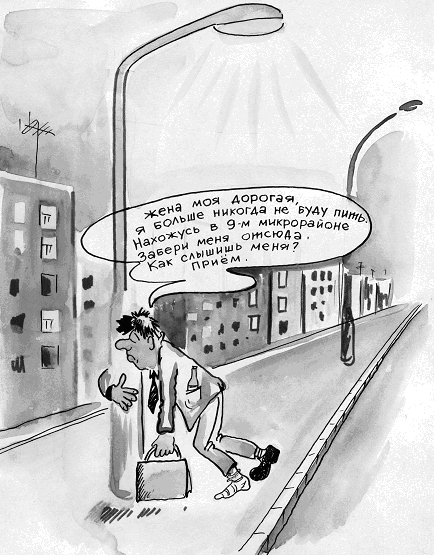 жена моя дорогая,
я больше никогда не буду пить.
Нахожусь в 9-м микрорайоне
Забери меня отсюда.
Как слышишь меня?
приём.